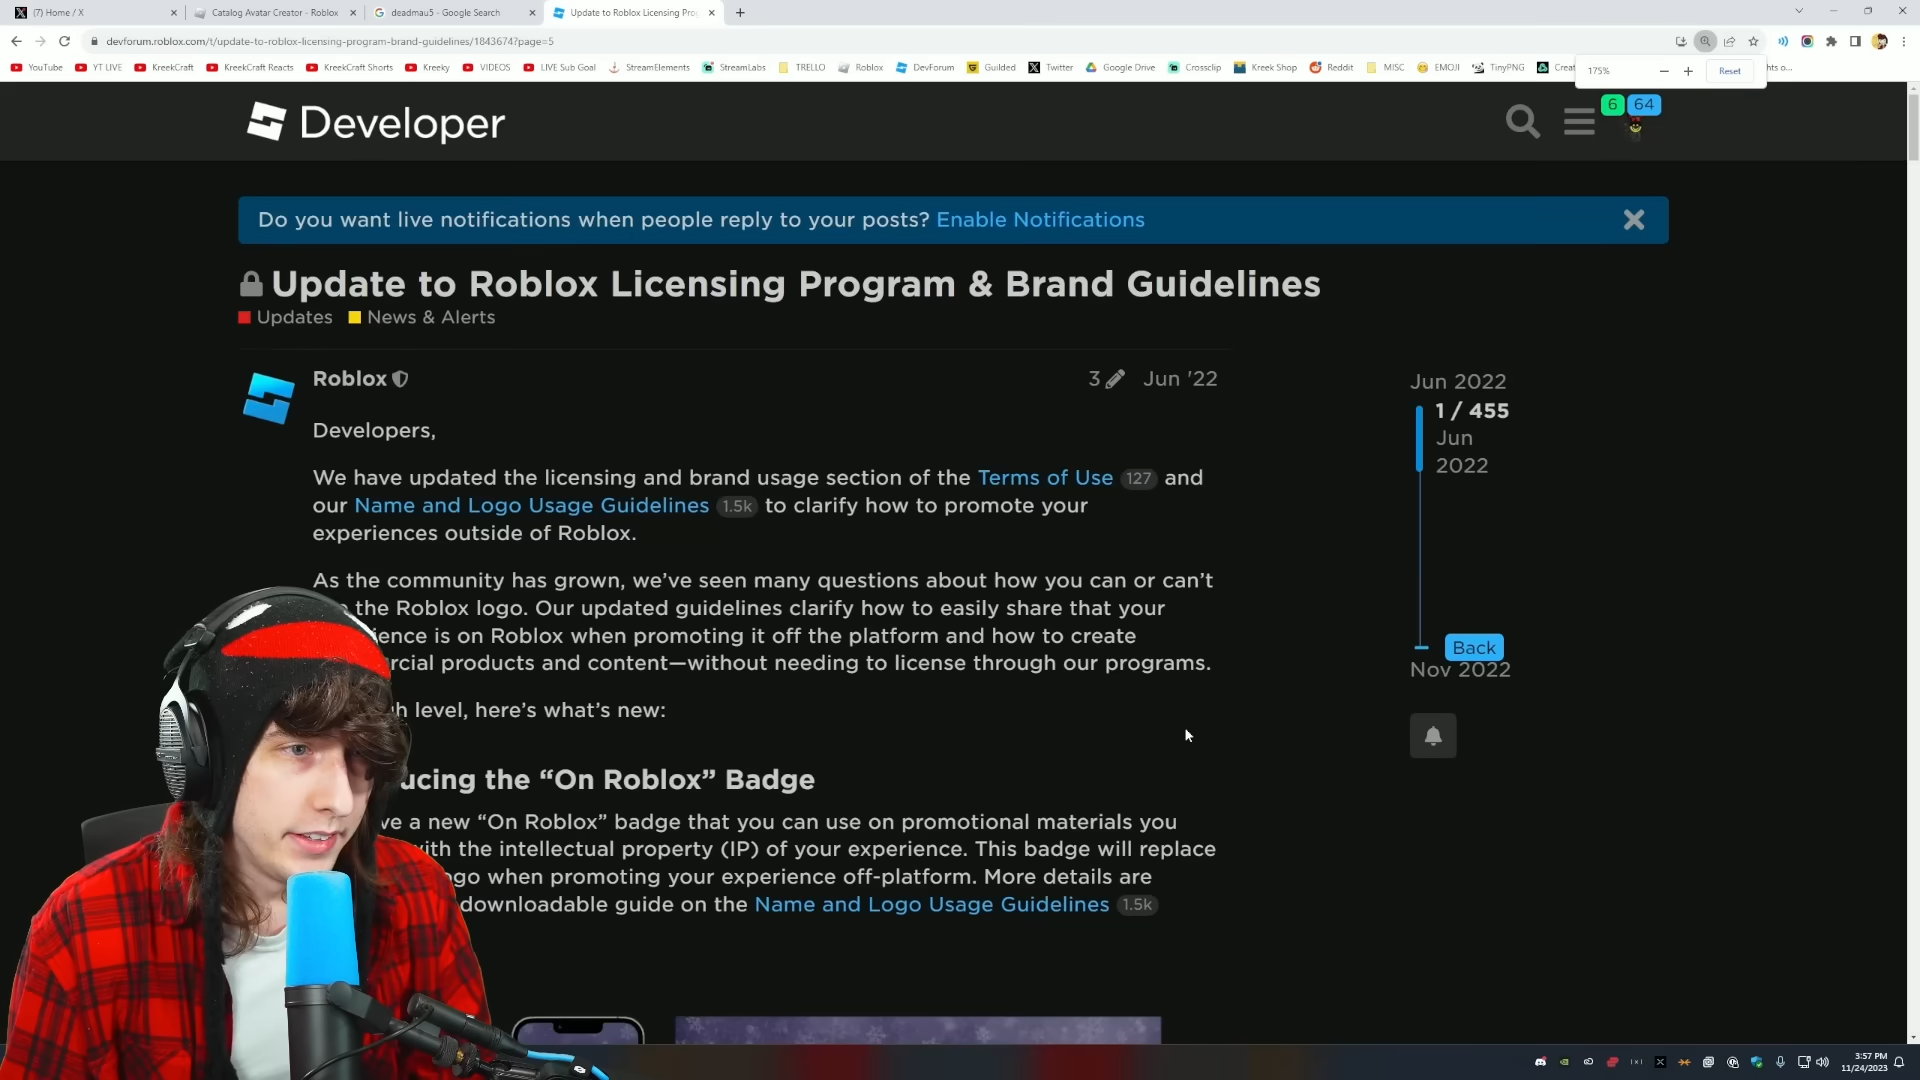 (7) Home / X
Catalog Avatar Creator - Roblox
deadmau5 - Google Search
Update to Roblox Licensing Pro
devforum.roblox.com/t/update-to-roblox-licensing-program-brand-guidelines/1843674?page=5
YouTube YT LIVE KreekCraft KreekCraft Reacts KreekCraft Shorts Kreeky VIDEOS LIVE Sub Goal StreamElements StreamLabs TRELLO Roblox DevForum Guilded Twitter Google Drive Crossclip Kreek Shop Reddit MISC EMOJI TinyPNG Creat hts o...
175% Reset
Developer
6 64
Do you want live notifications when people reply to your posts? Enable Notifications
Update to Roblox Licensing Program & Brand Guidelines
Updates News & Alerts
Roblox 3 Jun '22
Developers,
We have updated the licensing and brand usage section of the Terms of Use 127 and
our Name and Logo Usage Guidelines 1.5k to clarify how to promote your
experiences outside of Roblox.
As the community has grown, we've seen many questions about how you can or can't
the Roblox logo. Our updated guidelines clarify how to easily share that your
ience is on Roblox when promoting it off the platform and how to create
rcial products and content—without needing to license through our programs.
h level, here's what's new:
ucing the “On Roblox” Badge
ve a new “On Roblox” badge that you can use on promotional materials you
with the intellectual property (IP) of your experience. This badge will replace
ogo when promoting your experience off-platform. More details are
downloadable guide on the Name and Logo Usage Guidelines 1.5k
Jun 2022
1 / 455
Jun
2022
Back
Nov 2022
3:57 PM
11/24/2023